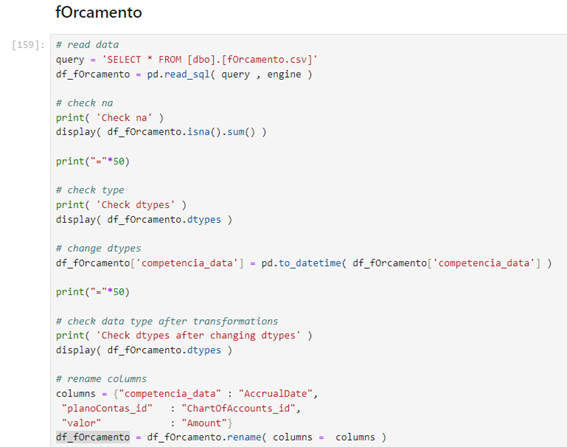 fOrcamento
[159]: # read data
query = 'SELECT * FROM [dbo].[fOrcamento.csv]'
df_fOrcamento = pd.read_sql( query , engine )
# check na
print( 'Check na' )
display( df_fOrcamento.isna().sum() )
print("="*50)
# check type
print( 'Check dtypes' )
display( df_fOrcamento.dtypes )
# change dtypes
df_fOrcamento['competencia_data'] = pd.to_datetime( df_fOrcamento['competencia_data'] )
print("="*50)
# check data type after transformations
print( 'Check dtypes after changing dtypes' )
display( df_fOrcamento.dtypes )
# rename columns
columns = {"competencia_data" : "AccrualDate",
"planoContas_id" : "ChartOfAccounts_id",
"valor" : "Amount"}
df_fOrcamento = df_fOrcamento.rename( columns = columns )